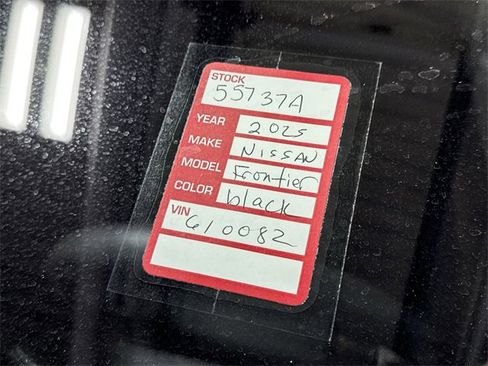 STOCK
55737A
YEAR 2025
MAKE NISSAN
MODEL Frontier
COLOR black
VIN 610082